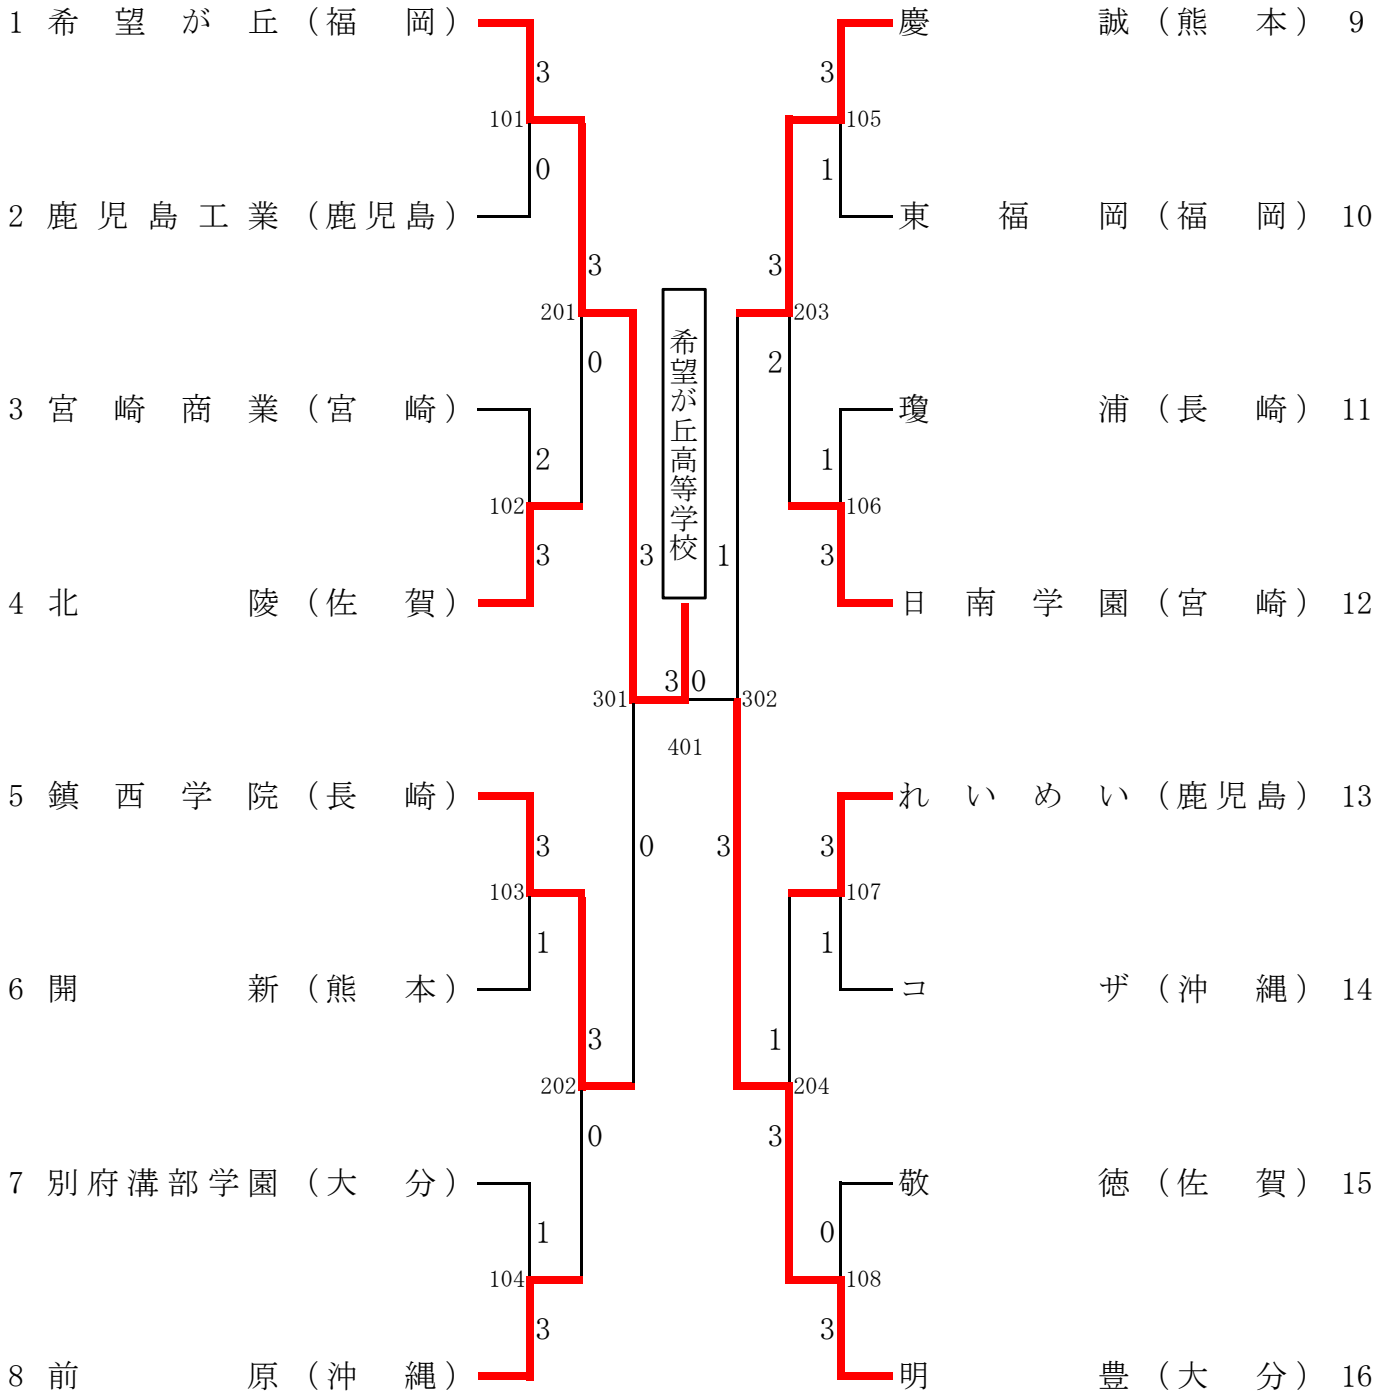 1 希望が丘（福岡） 慶誠（熊本） 9
3 3
101 105
0 1
2 鹿児島工業（鹿児島） 東福岡（福岡） 10
3 3
201 203
希望が丘高等学校
0 2
3 宮崎商業（宮崎） 瓊浦（長崎） 11
2 1
102 106
3 3 1 3
4 北陵（佐賀） 日南学園（宮崎） 12
3 0
301 302
401
5 鎮西学院（長崎） れいめい（鹿児島） 13
3 0 3 3
103 107
1 1
6 開新（熊本） コザ（沖縄） 14
3 1
202 204
0 3
7 別府溝部学園（大分） 敬徳（佐賀） 15
1 0
104 108
3 3
8 前原（沖縄） 明豊（大分） 16